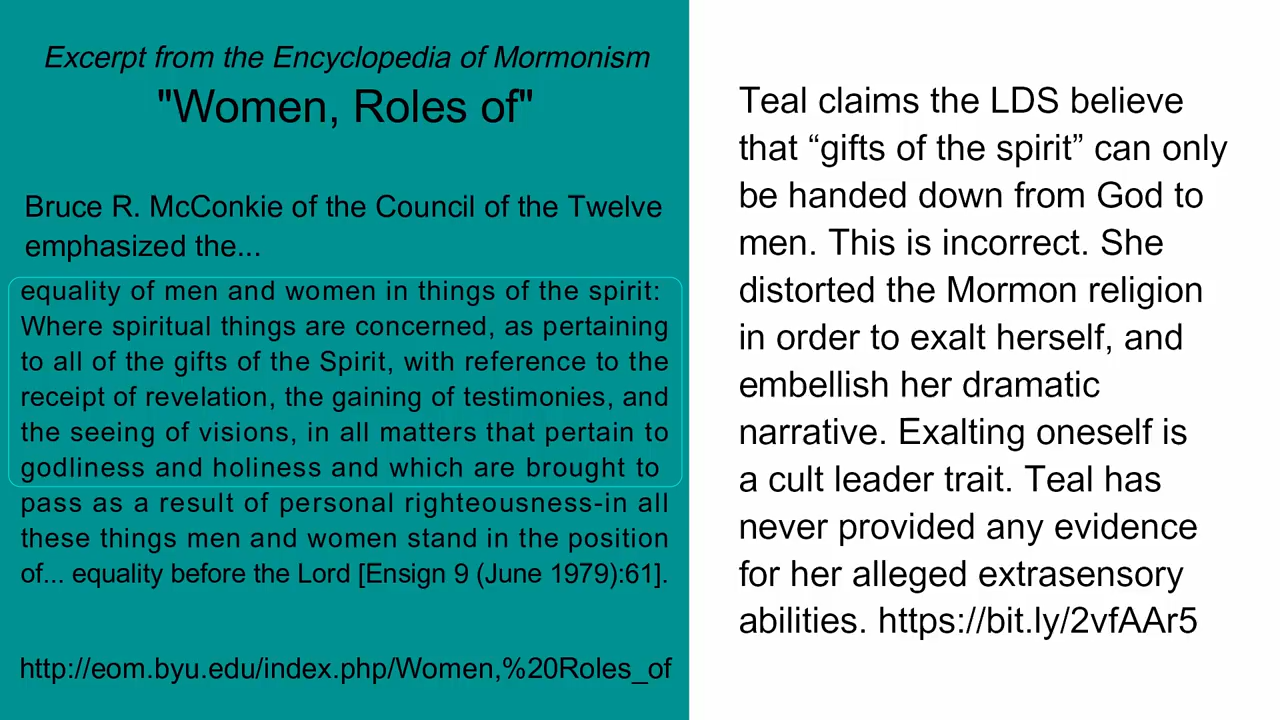 Excerpt from the Encyclopedia of Mormonism
"Women, Roles of"
Bruce R. McConkie of the Council of the Twelve
emphasized the...
equality of men and women in things of the spirit:
Where spiritual things are concerned, as pertaining
to all of the gifts of the Spirit, with reference to the
receipt of revelation, the gaining of testimonies, and
the seeing of visions, in all matters that pertain to
godliness and holiness and which are brought to
pass as a result of personal righteousness-in all
these things men and women stand in the position
of... equality before the Lord [Ensign 9 (June 1979):61].
http://eom.byu.edu/index.php/Women,%20Roles_of
Teal claims the LDS believe
that “gifts of the spirit” can only
be handed down from God to
men. This is incorrect. She
distorted the Mormon religion
in order to exalt herself, and
embellish her dramatic
narrative. Exalting oneself is
a cult leader trait. Teal has
never provided any evidence
for her alleged extrasensory
abilities. https://bit.ly/2vfAAr5